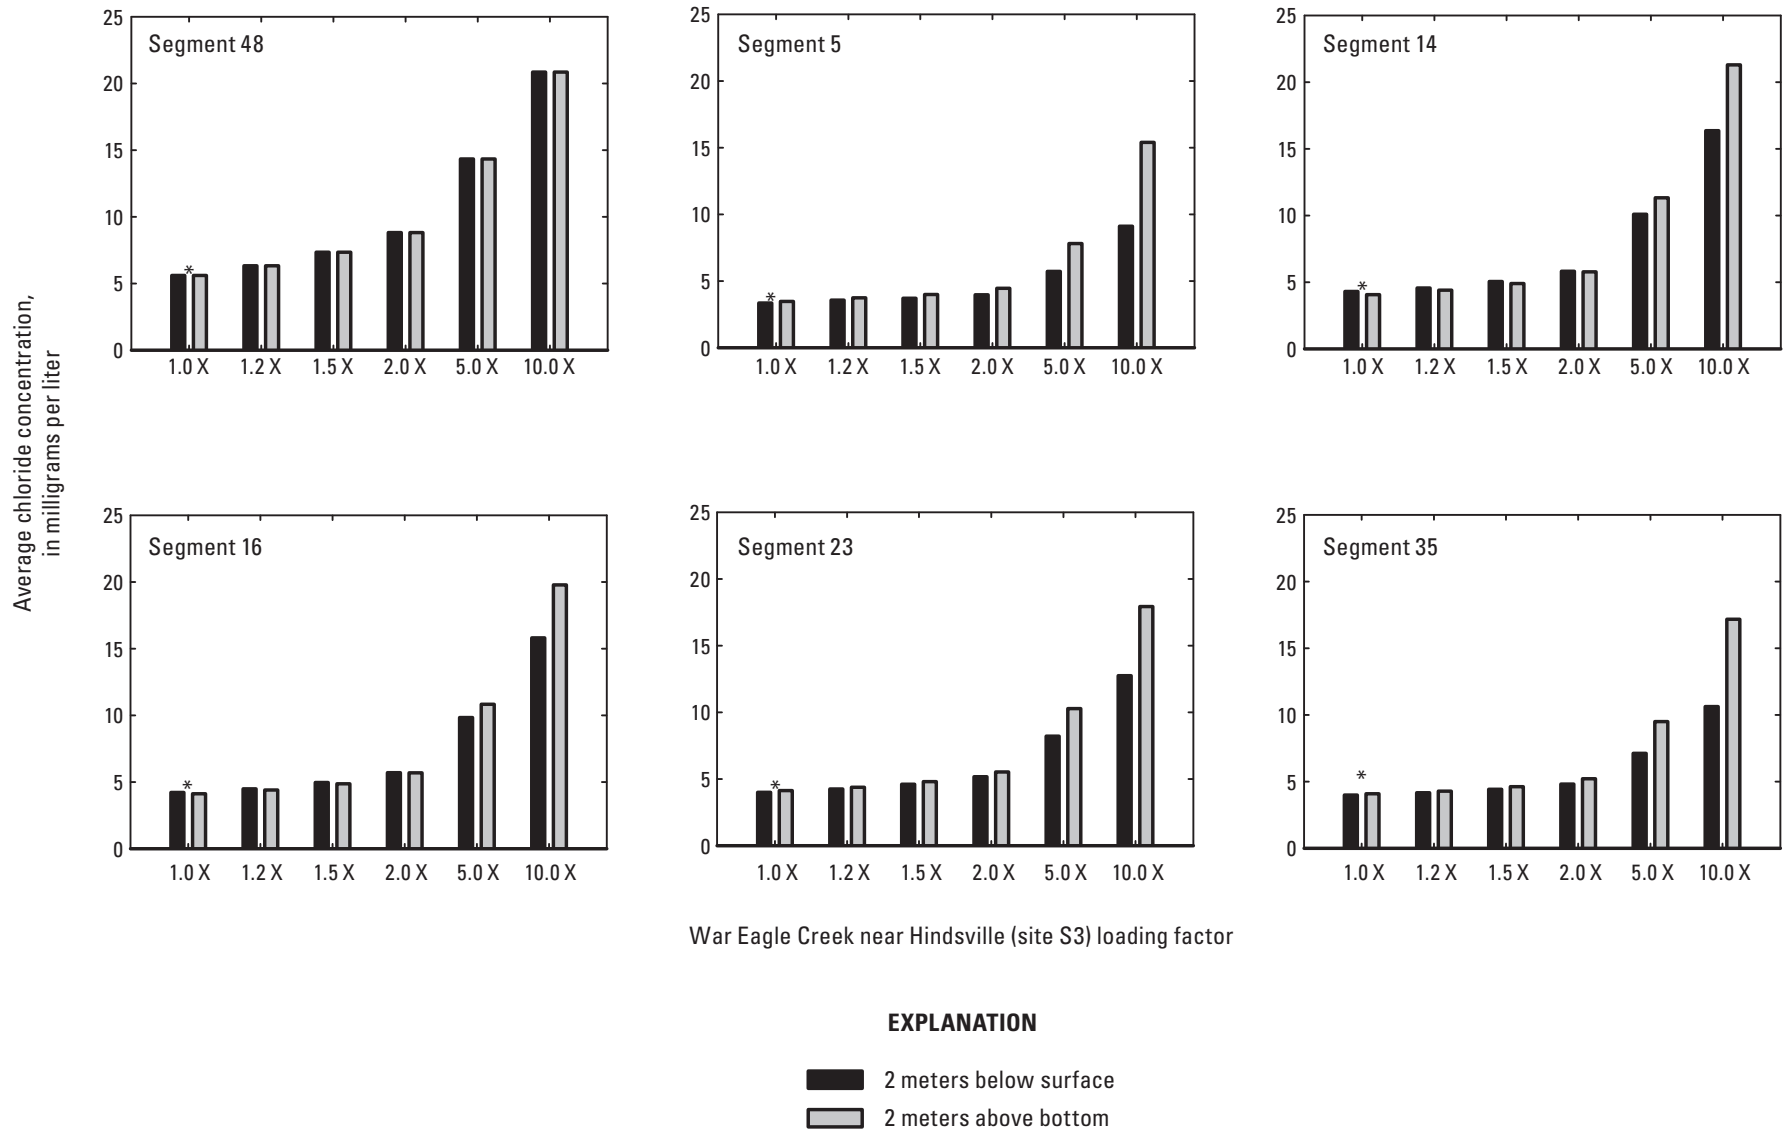 Average chloride concentration,
in milligrams per liter
Segment 48
25
20
15
10
5
0
*
1.0 X 1.2 X 1.5 X 2.0 X 5.0 X 10.0 X
Segment 5
25
20
15
10
5
0
*
1.0 X 1.2 X 1.5 X 2.0 X 5.0 X 10.0 X
Segment 14
25
20
15
10
5
0
*
1.0 X 1.2 X 1.5 X 2.0 X 5.0 X 10.0 X
Segment 16
25
20
15
10
5
0
*
1.0 X 1.2 X 1.5 X 2.0 X 5.0 X 10.0 X
Segment 23
25
20
15
10
5
0
*
1.0 X 1.2 X 1.5 X 2.0 X 5.0 X 10.0 X
Segment 35
25
20
15
10
5
0
*
1.0 X 1.2 X 1.5 X 2.0 X 5.0 X 10.0 X
War Eagle Creek near Hindsville (site S3) loading factor
EXPLANATION
2 meters below surface
2 meters above bottom